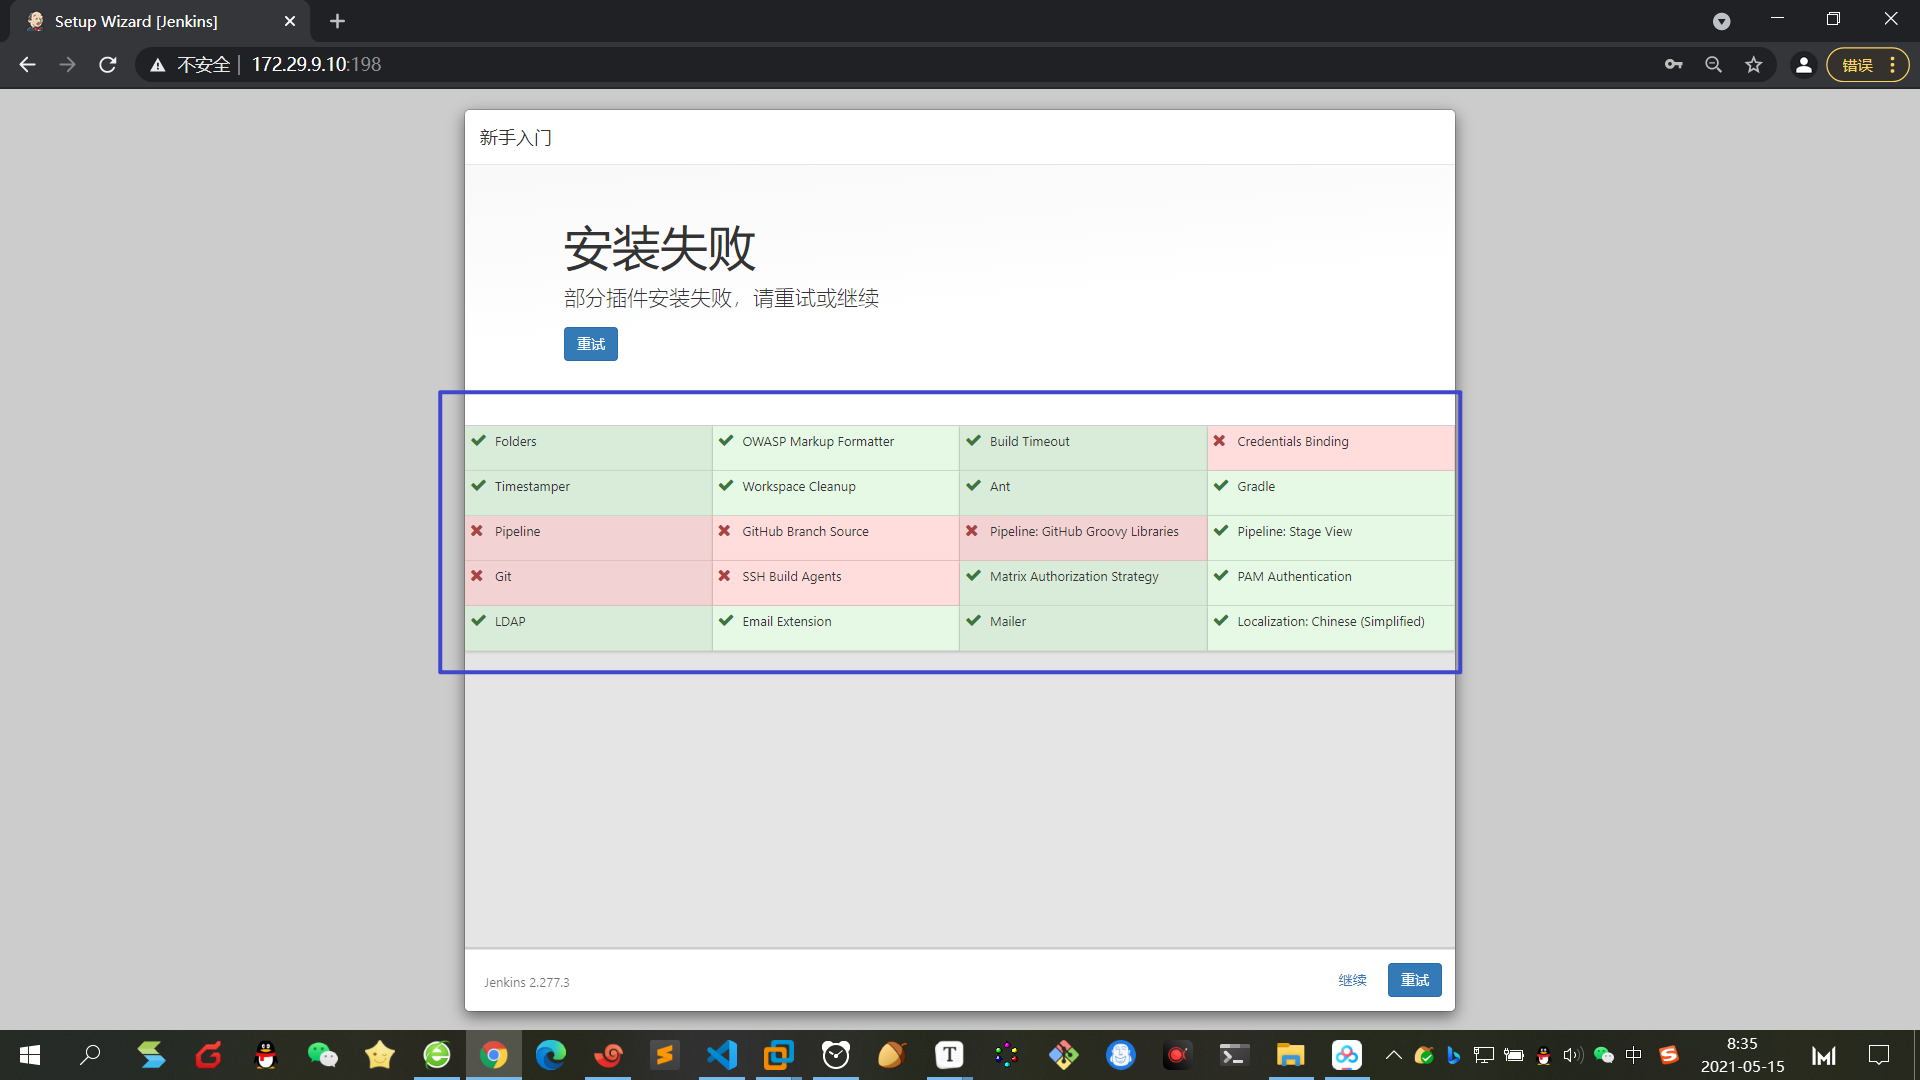 Setup Wizard [Jenkins]
不安全 172.29.9.10:198
错误
新手入门
安装失败
部分插件安装失败，请重试或继续
重试
Folders
OWASP Markup Formatter
Build Timeout
Credentials Binding
Timestamper
Workspace Cleanup
Ant
Gradle
Pipeline
GitHub Branch Source
Pipeline: GitHub Groovy Libraries
Pipeline: Stage View
Git
SSH Build Agents
Matrix Authorization Strategy
PAM Authentication
LDAP
Email Extension
Mailer
Localization: Chinese (Simplified)
Jenkins 2.277.3
继续
重试
T
中
8:35
2021-05-15